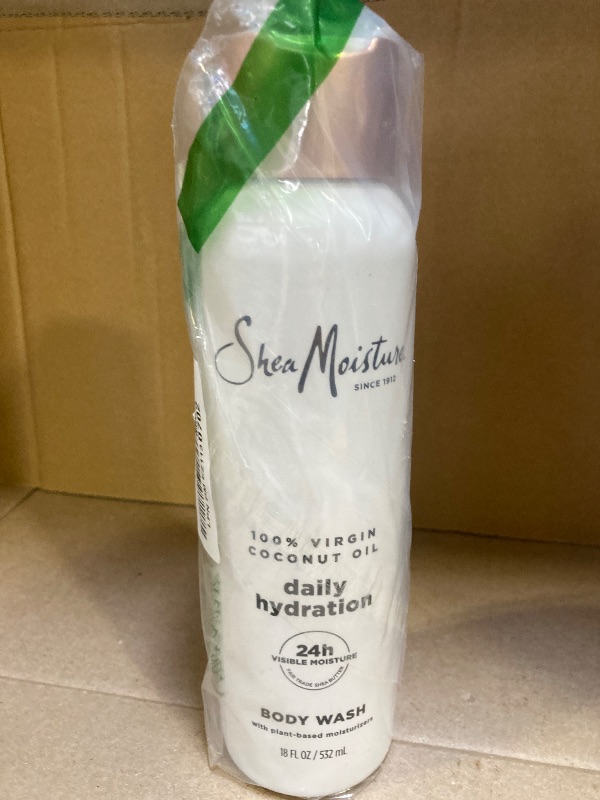 Shea Moisture
SINCE 1912
100% VIRGIN
COCONUT OIL
daily
hydration
24h
VISIBLE MOISTURE
FAIR TRADE SHEA BUTTER
BODY WASH
with plant-based moisturizers
18 FL OZ / 532 mL